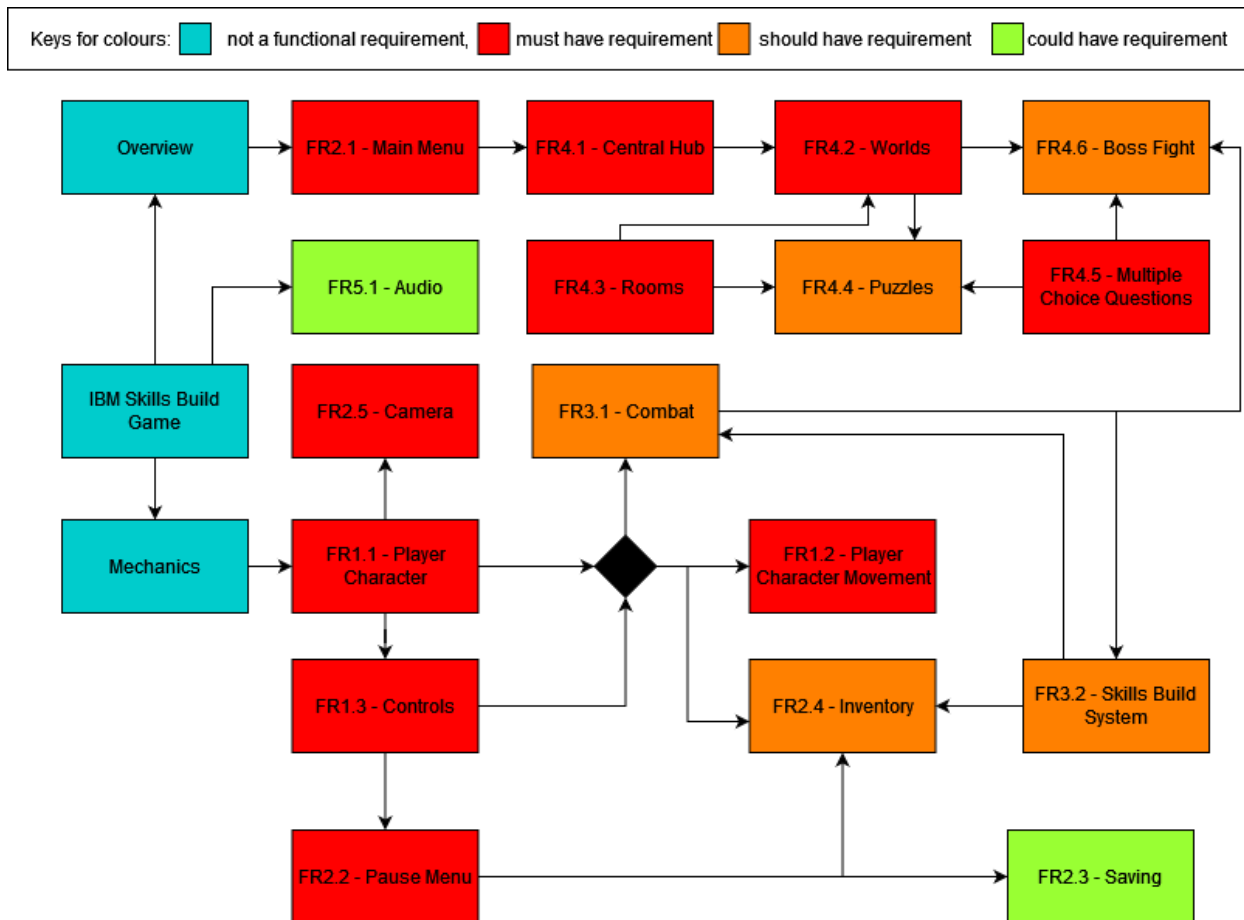 Keys for colours: not a functional requirement, must have requirement should have requirement could have requirement
Overview
FR2.1 - Main Menu
FR4.1 - Central Hub
FR4.2 - Worlds
FR4.6 - Boss Fight
FR5.1 - Audio
FR4.3 - Rooms
FR4.4 - Puzzles
FR4.5 - Multiple
Choice Questions
IBM Skills Build
Game
FR2.5 - Camera
FR3.1 - Combat
Mechanics
FR1.1 - Player
Character
FR1.2 - Player
Character Movement
FR1.3 - Controls
FR2.4 - Inventory
FR3.2 - Skills Build
System
FR2.2 - Pause Menu
FR2.3 - Saving